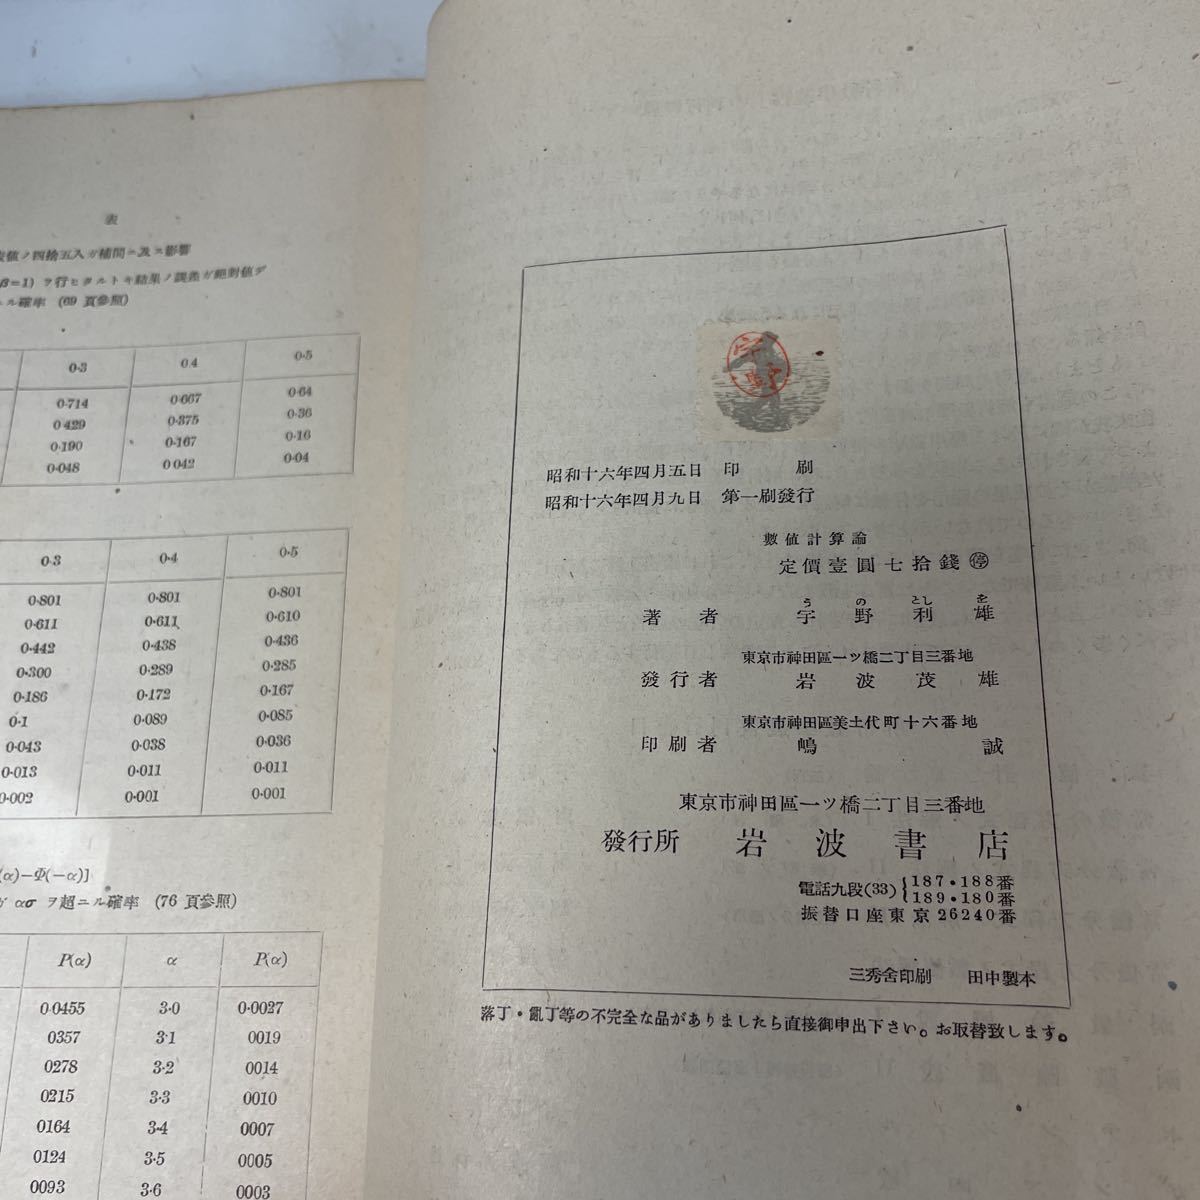 表
値ノ四捨五入ガ補間ニ及ニ影響
β=1) ヲ行ヒタルトキ結果ノ誤差ガ絶對値デ
ル確率 (69 頁參照)
0·3 0.4 0·5
0·714 0·667 0·64
0 429 0·375 0·36
0·190 0·167 0·16
0·048 0 042 0·04
0·3 0·4 0·5
0·801 0·801 0·801
0·611 0·611 0·610
0·442 0·438 0·436
0·300 0·289 0·285
0·186 0·172 0·167
0·1 0·089 0·085
0·043 0·038 0·036
0·013 0·011 0·011
0·002 0·001 0·001
(α)−Φ(−α)]
ガ ασ ヲ超ニル確率 (76 頁參照)
P(α) α P(α)
0·0455 3·0 0·0027
0357 3·1 0019
0278 3·2 0014
0215 3·3 0010
0164 3·4 0007
0124 3·5 0005
0093 3·6 0003
宇野
昭和十六年四月五日 印刷
昭和十六年四月九日 第一刷發行
數値計算論
定價壹圓七拾錢 停
うのとしを
著者 宇野利雄
東京市神田區一ツ橋二丁目三番地
發行者 岩波茂雄
東京市神田區美土代町十六番地
印刷者 嶋誠
東京市神田區一ツ橋二丁目三番地
發行所 岩波書店
電話九段(33) {187・188番
189・180番
振替口座東京26240番
三秀舍印刷 田中製本
落丁・亂丁等の不完全な品がありましたら直接御申出下さい。お取替致します。